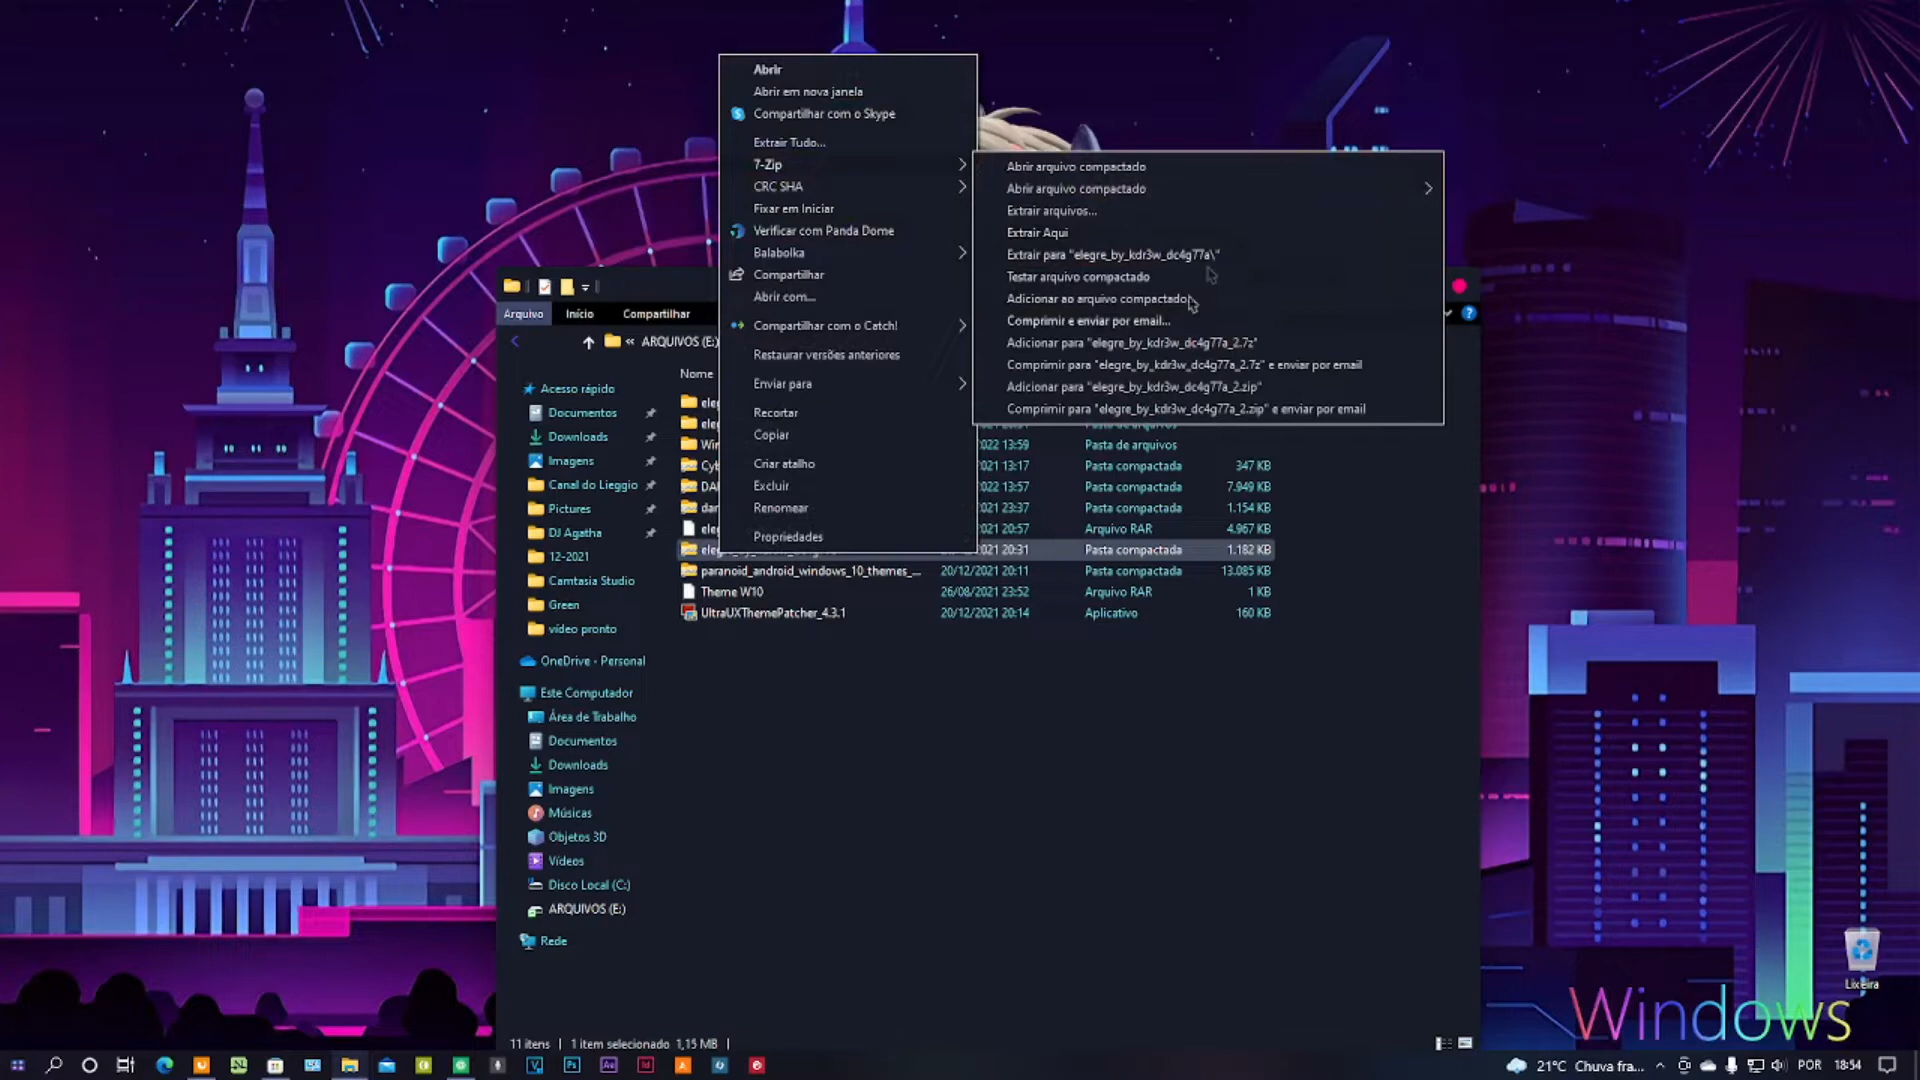 Abrir
Abrir em nova janela
Compartilhar com o Skype
Extrair Tudo...
7-Zip
CRC SHA
Fixar em Iniciar
Verificar com Panda Dome
Balabolka
Compartilhar
Abrir com...
Compartilhar com o Catch!
Restaurar versões anteriores
Enviar para
Recortar
Copiar
Criar atalho
Excluir
Renomear
Propriedades
Abrir arquivo compactado
Abrir arquivo compactado
Extrair arquivos...
Extrair Aqui
Extrair para "elegre_by_kdr3w_dc4g77a\"
Testar arquivo compactado
Adicionar ao arquivo compactado
Comprimir e enviar por email...
Adicionar para "elegre_by_kdr3w_dc4g77a_2.7z"
Comprimir para "elegre_by_kdr3w_dc4g77a_2.7z" e enviar por email
Adicionar para "elegre_by_kdr3w_dc4g77a_2.zip"
Comprimir para "elegre_by_kdr3w_dc4g77a_2.zip" e enviar por email
Arquivo Início Compartilhar
« ARQUIVOS (E:)
Nome
Acesso rápido
Documentos
Downloads
Imagens
Canal do Lieggio
Pictures
DJ Agatha
12-2021
Camtasia Studio
Green
vídeo pronto
OneDrive - Personal
Este Computador
Área de Trabalho
Documentos
Downloads
Imagens
Músicas
Objetos 3D
Vídeos
Disco Local (C:)
ARQUIVOS (E:)
Rede
2022 13:59 Pasta de arquivos
2021 13:17 Pasta compactada 347 KB
2022 13:57 Pasta compactada 7.949 KB
2021 23:37 Pasta compactada 1.154 KB
2021 20:57 Arquivo RAR 4.967 KB
2021 20:31 Pasta compactada 1.182 KB
paranoid_android_windows_10_themes_... 20/12/2021 20:11 Pasta compactada 13.085 KB
Theme W10 26/08/2021 23:52 Arquivo RAR 1 KB
UltraUXThemePatcher_4.3.1 20/12/2021 20:14 Aplicativo 160 KB
11 itens 1 item selecionado 1,15 MB
Lixeira
Windows
21°C Chuva fra... POR 18:54